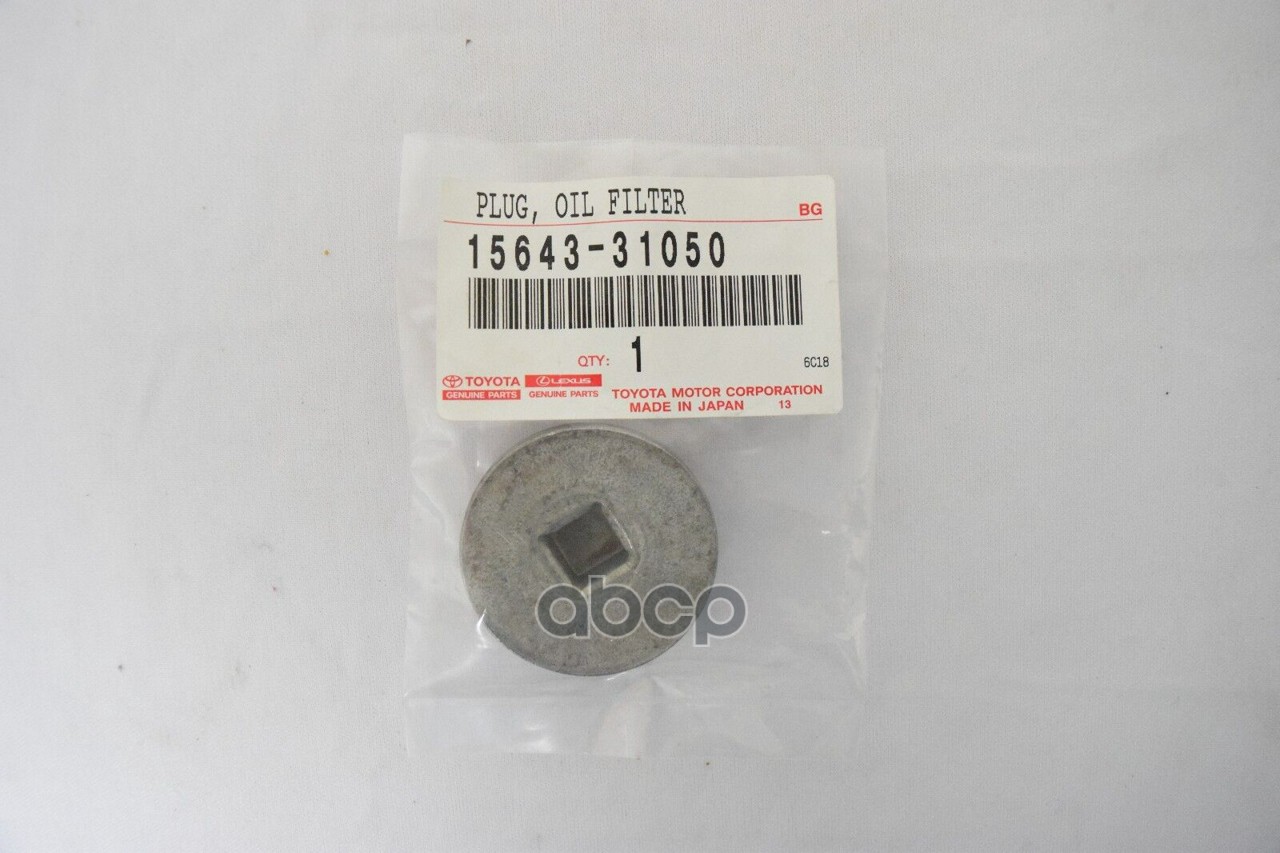 PLUG, OIL FILTER
BG
15643-31050
QTY: 1
6C18
TOYOTA LEXUS
GENUINE PARTS GENUINE PARTS
TOYOTA MOTOR CORPORATION
MADE IN JAPAN 13
abcp